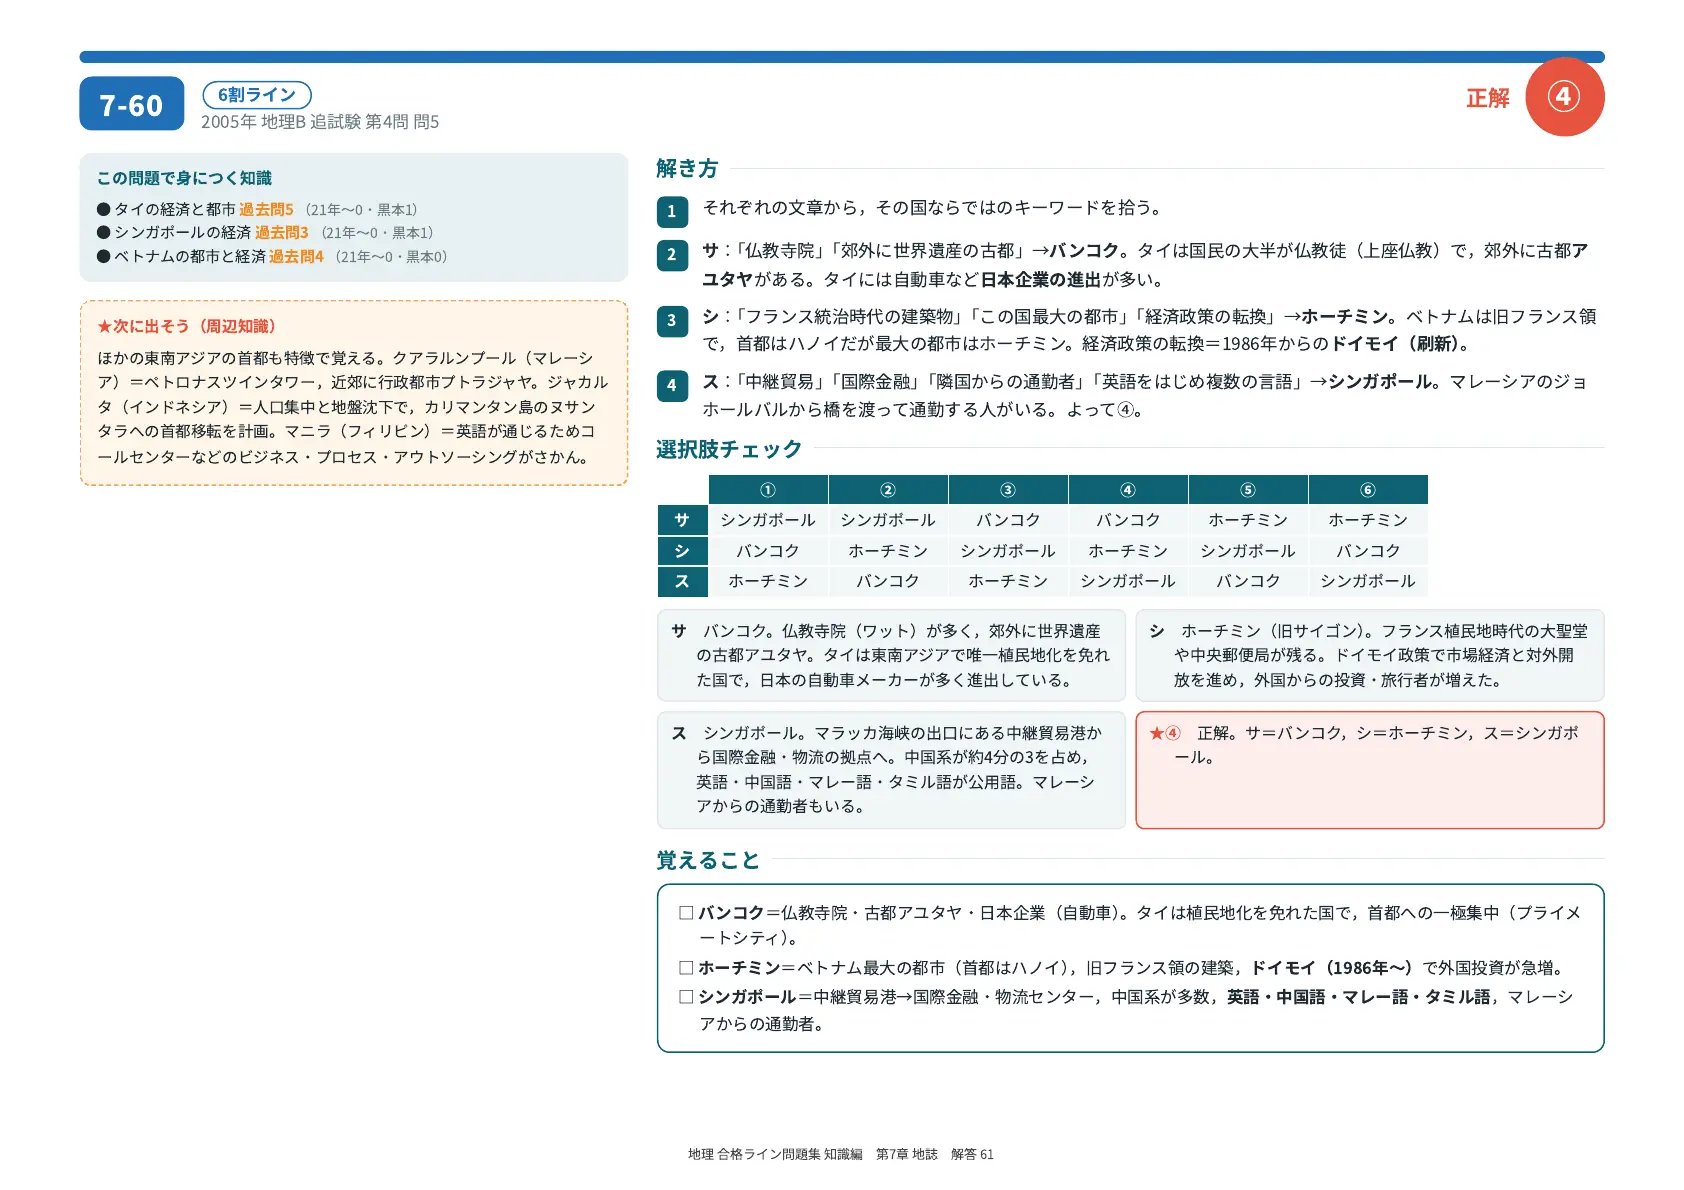 7-60
6割ライン
2005年 地理B 追試験 第4問 問5
正解 ④
この問題で身につく知識
● タイの経済と都市 過去問5 （21年〜0・黒本1）
● シンガポールの経済 過去問3 （21年〜0・黒本1）
● ベトナムの都市と経済 過去問4 （21年〜0・黒本0）
★次に出そう（周辺知識）
ほかの東南アジアの首都も特徴で覚える。クアラルンプール（マレーシ
ア）＝ペトロナスツインタワー，近郊に行政都市プトラジャヤ。ジャカル
タ（インドネシア）＝人口集中と地盤沈下で，カリマンタン島のヌサン
タラへの首都移転を計画。マニラ（フィリピン）＝英語が通じるためコ
ールセンターなどのビジネス・プロセス・アウトソーシングがさかん。
解き方
1 それぞれの文章から，その国ならではのキーワードを拾う。
2 サ：「仏教寺院」「郊外に世界遺産の古都」→バンコク。タイは国民の大半が仏教徒（上座仏教）で，郊外に古都ア
ユタヤがある。タイには自動車など日本企業の進出が多い。
3 シ：「フランス統治時代の建築物」「この国最大の都市」「経済政策の転換」→ホーチミン。ベトナムは旧フランス領
で，首都はハノイだが最大の都市はホーチミン。経済政策の転換＝1986年からのドイモイ（刷新）。
4 ス：「中継貿易」「国際金融」「隣国からの通勤者」「英語をはじめ複数の言語」→シンガポール。マレーシアのジョ
ホールバルから橋を渡って通勤する人がいる。よって④。
選択肢チェック
① ② ③ ④ ⑤ ⑥
サ シンガポール シンガポール バンコク バンコク ホーチミン ホーチミン
シ バンコク ホーチミン シンガポール ホーチミン シンガポール バンコク
ス ホーチミン バンコク ホーチミン シンガポール バンコク シンガポール
サ バンコク。仏教寺院（ワット）が多く，郊外に世界遺産
の古都アユタヤ。タイは東南アジアで唯一植民地化を免れ
た国で，日本の自動車メーカーが多く進出している。
シ ホーチミン（旧サイゴン）。フランス植民地時代の大聖堂
や中央郵便局が残る。ドイモイ政策で市場経済と対外開
放を進め，外国からの投資・旅行者が増えた。
ス シンガポール。マラッカ海峡の出口にある中継貿易港か
ら国際金融・物流の拠点へ。中国系が約4分の3を占め，
英語・中国語・マレー語・タミル語が公用語。マレーシ
アからの通勤者もいる。
★④ 正解。サ＝バンコク，シ＝ホーチミン，ス＝シンガポ
ール。
覚えること
□ バンコク＝仏教寺院・古都アユタヤ・日本企業（自動車）。タイは植民地化を免れた国で，首都への一極集中（プライメ
ートシティ）。
□ ホーチミン＝ベトナム最大の都市（首都はハノイ），旧フランス領の建築，ドイモイ（1986年〜）で外国投資が急増。
□ シンガポール＝中継貿易港→国際金融・物流センター，中国系が多数，英語・中国語・マレー語・タミル語，マレーシ
アからの通勤者。
地理 合格ライン問題集 知識編 第7章 地誌 解答 61